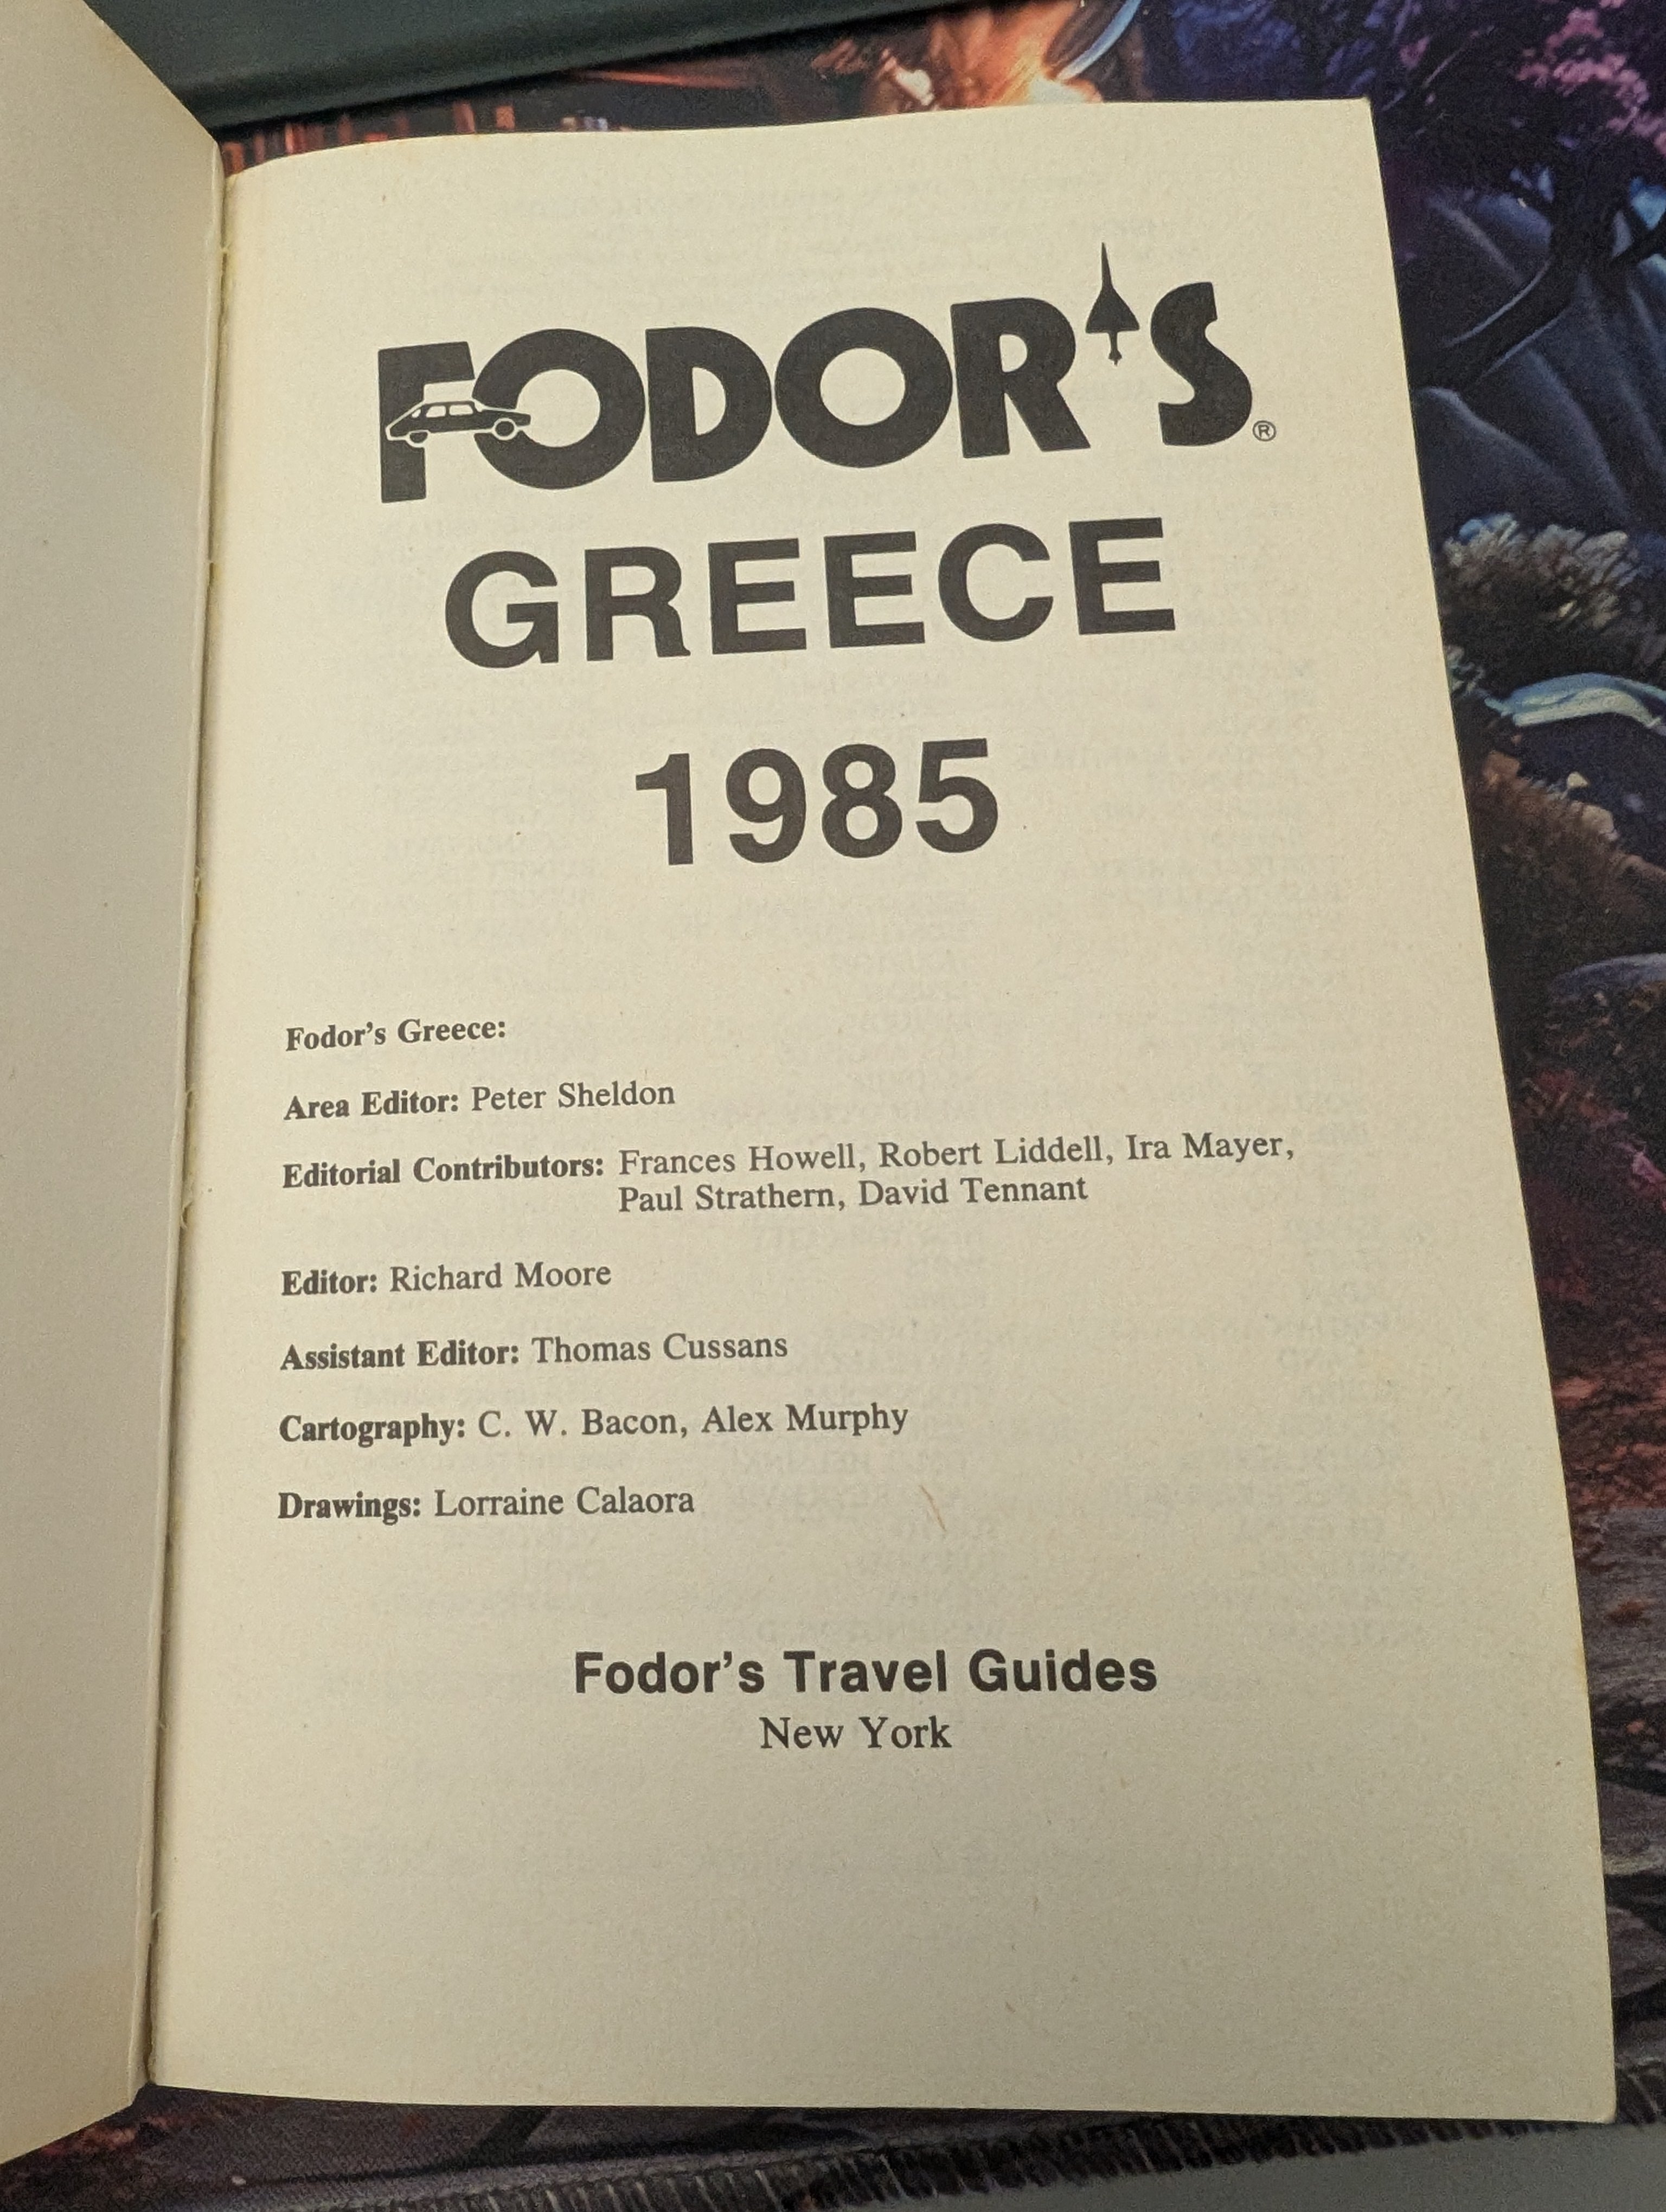 FODOR'S®
GREECE
1985
Fodor's Greece:
Area Editor: Peter Sheldon
Editorial Contributors: Frances Howell, Robert Liddell, Ira Mayer,
Paul Strathern, David Tennant
Editor: Richard Moore
Assistant Editor: Thomas Cussans
Cartography: C. W. Bacon, Alex Murphy
Drawings: Lorraine Calaora
Fodor's Travel Guides
New York